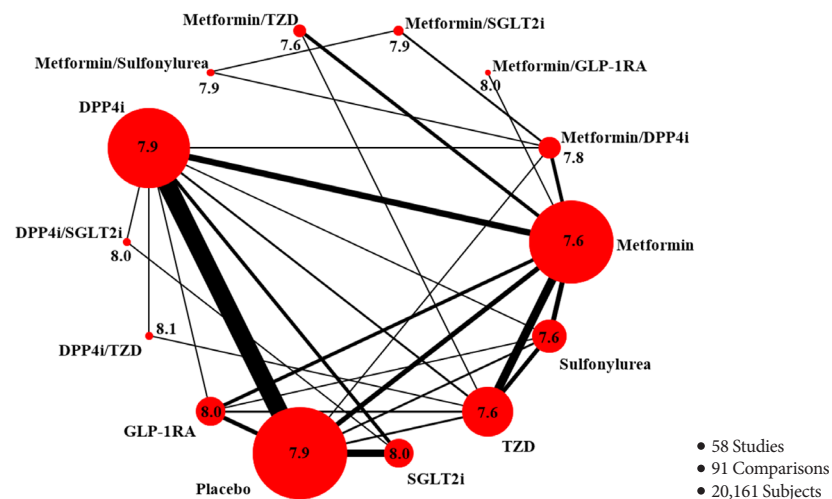 Metformin/TZD
7.6
Metformin/SGLT2i
7.9
Metformin/Sulfonylurea
7.9
Metformin/GLP-1RA
8.0
DPP4i
7.9
Metformin/DPP4i
7.8
DPP4i/SGLT2i
8.0
7.6
Metformin
8.1
DPP4i/TZD
7.6
Sulfonylurea
8.0
GLP-1RA
7.6
TZD
7.9
Placebo
8.0
SGLT2i
• 58 Studies
• 91 Comparisons
• 20,161 Subjects